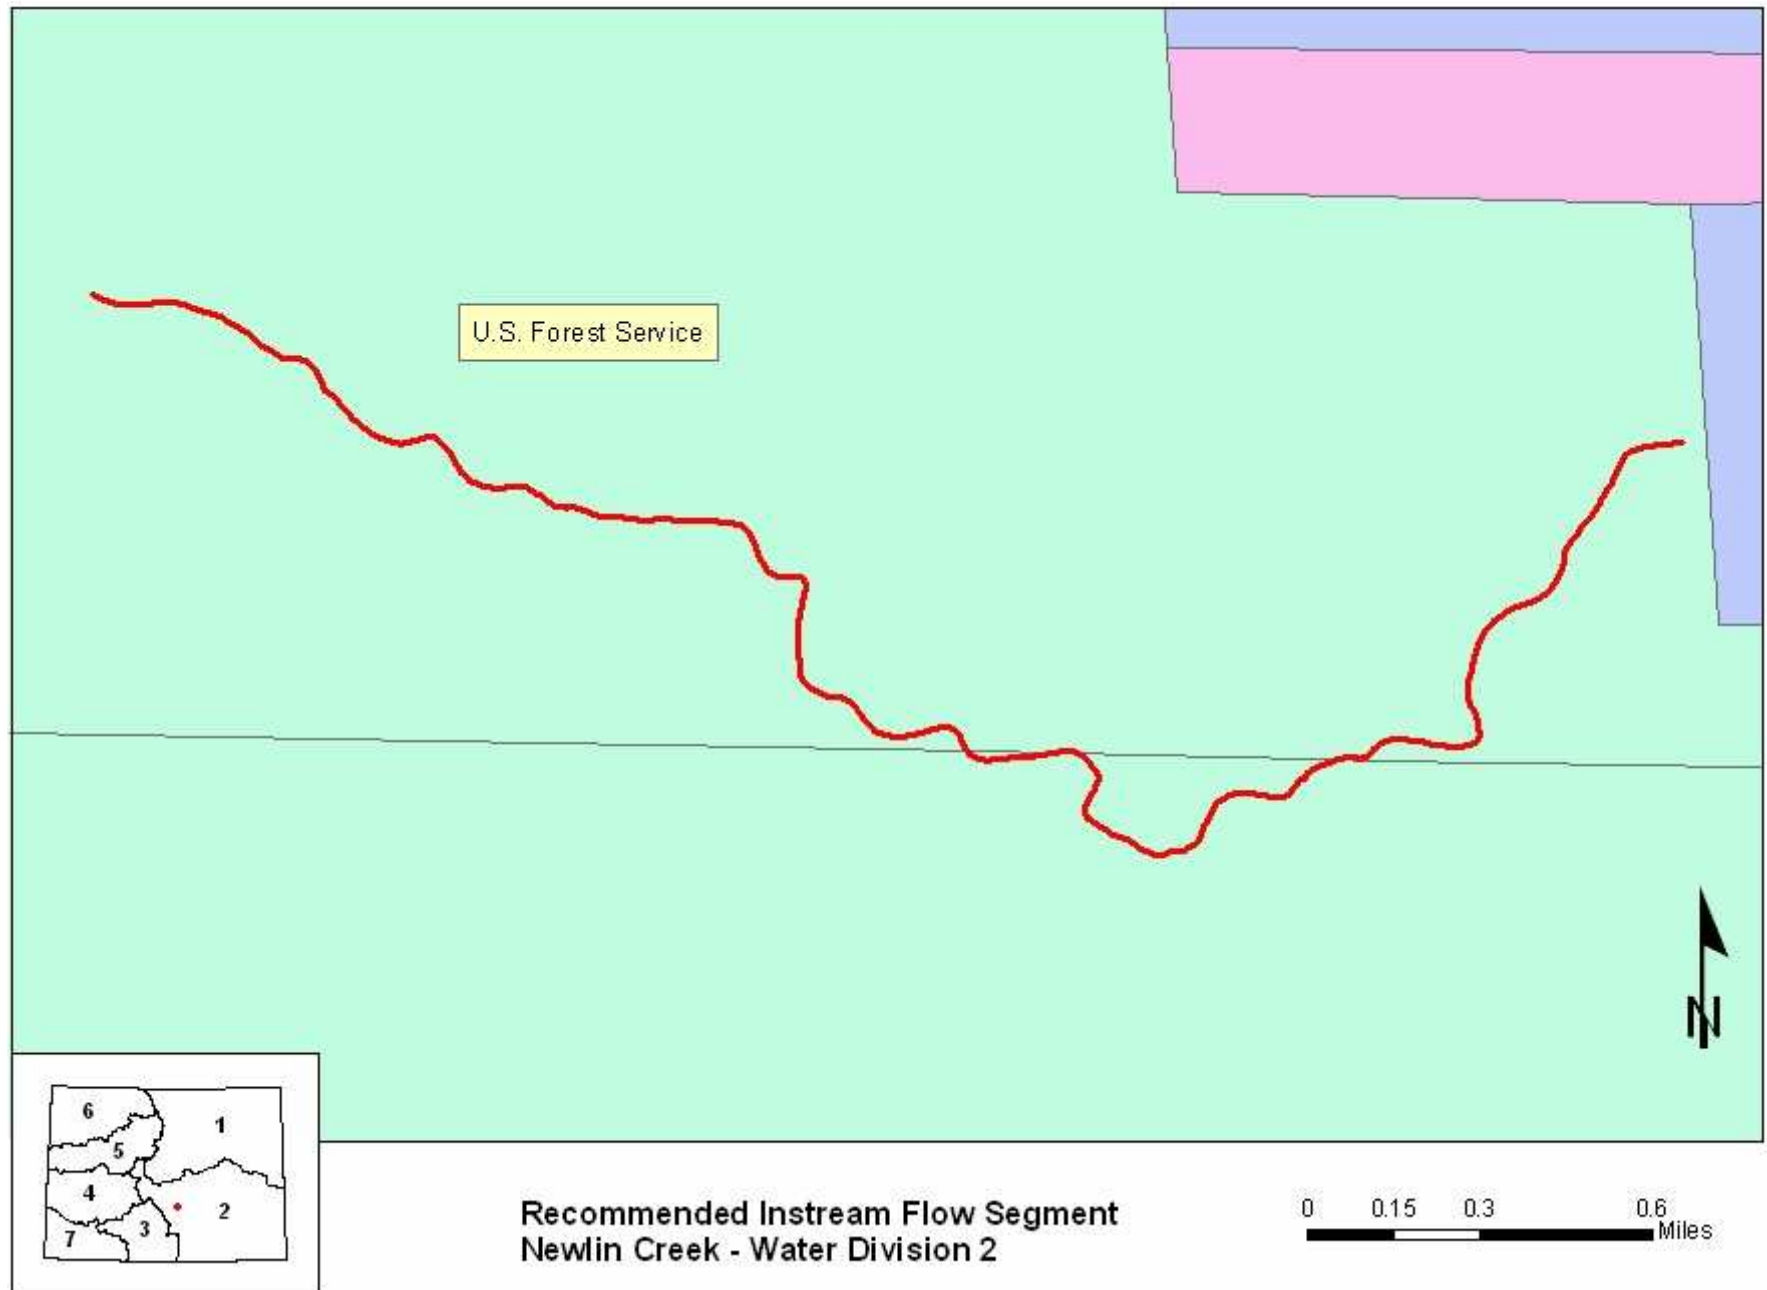 U.S. Forest Service
N
6
1
5
4
2
3
7
Recommended Instream Flow Segment
Newlin Creek - Water Division 2
0 0.15 0.3 0.6
Miles